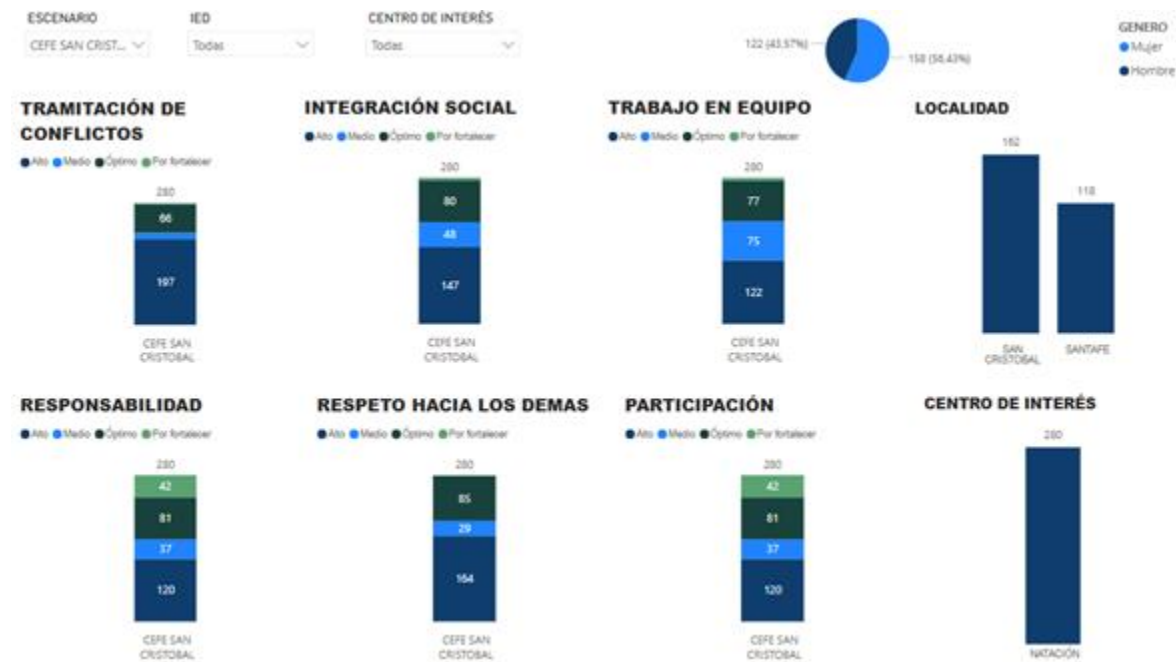 ESCENARIO
IED
CENTRO DE INTERÉS
CEFE SAN CRIST...
Todas
Todas
122 (43.57%)
158 (56.43%)
GENERO
Mujer
Hombre
TRAMITACIÓN DE
CONFLICTOS
Alto Medio Óptimo Por fortalecer
280
66
197
CEFE SAN
CRISTOBAL
INTEGRACIÓN SOCIAL
Alto Medio Óptimo Por fortalecer
280
80
48
147
CEFE SAN
CRISTOBAL
TRABAJO EN EQUIPO
Alto Medio Óptimo Por fortalecer
280
77
75
122
CEFE SAN
CRISTOBAL
LOCALIDAD
162
118
SAN
CRISTOBAL
SANTAFE
RESPONSABILIDAD
Alto Medio Óptimo Por fortalecer
280
42
81
37
120
CEFE SAN
CRISTOBAL
RESPETO HACIA LOS DEMAS
Alto Medio Óptimo Por fortalecer
280
85
29
164
CEFE SAN
CRISTOBAL
PARTICIPACIÓN
Alto Medio Óptimo Por fortalecer
280
42
81
37
120
CEFE SAN
CRISTOBAL
CENTRO DE INTERÉS
280
NATACIÓN